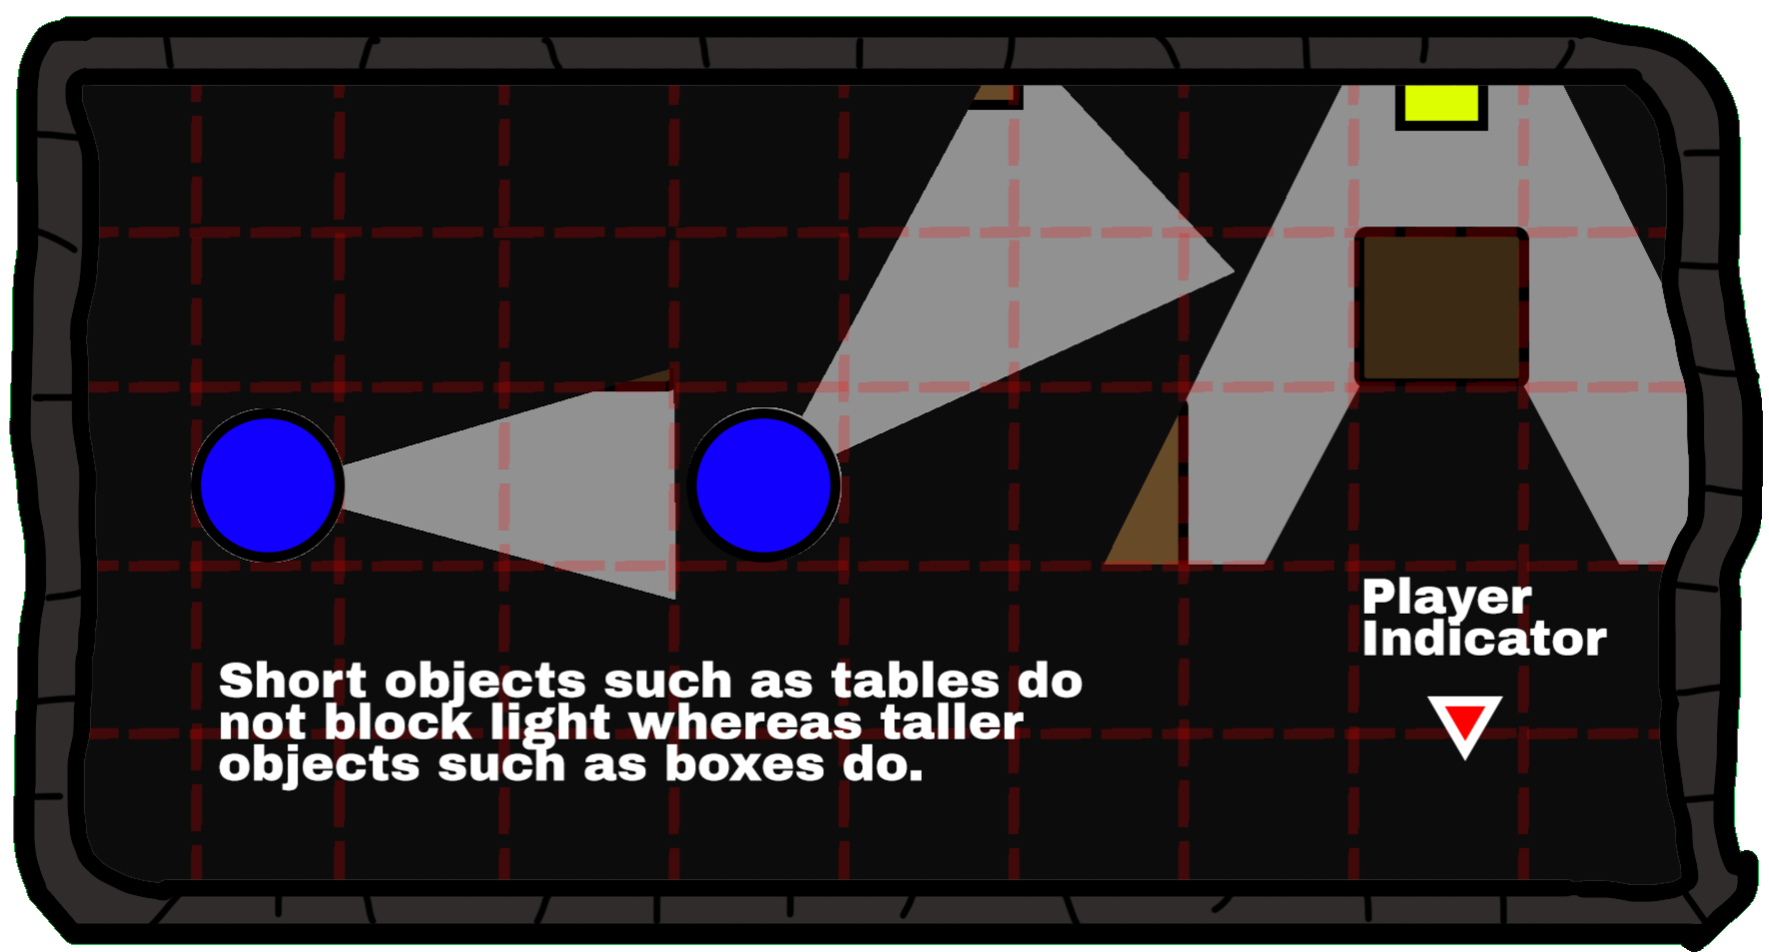 Player
Indicator
Short objects such as tables do
not block light whereas taller
objects such as boxes do.